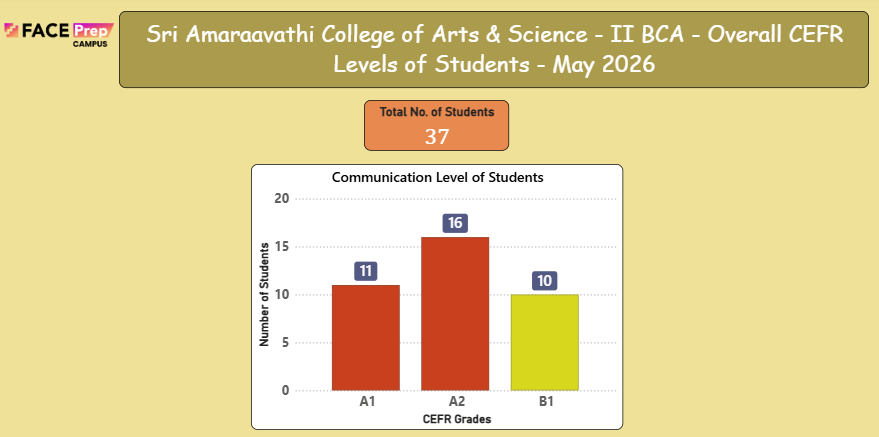 FACE Prep
CAMPUS
Sri Amaraavathi College of Arts & Science - II BCA - Overall CEFR
Levels of Students - May 2026
Total No. of Students
37
Communication Level of Students
Number of Students
20
15
10
5
0
11
16
10
A1 A2 B1
CEFR Grades